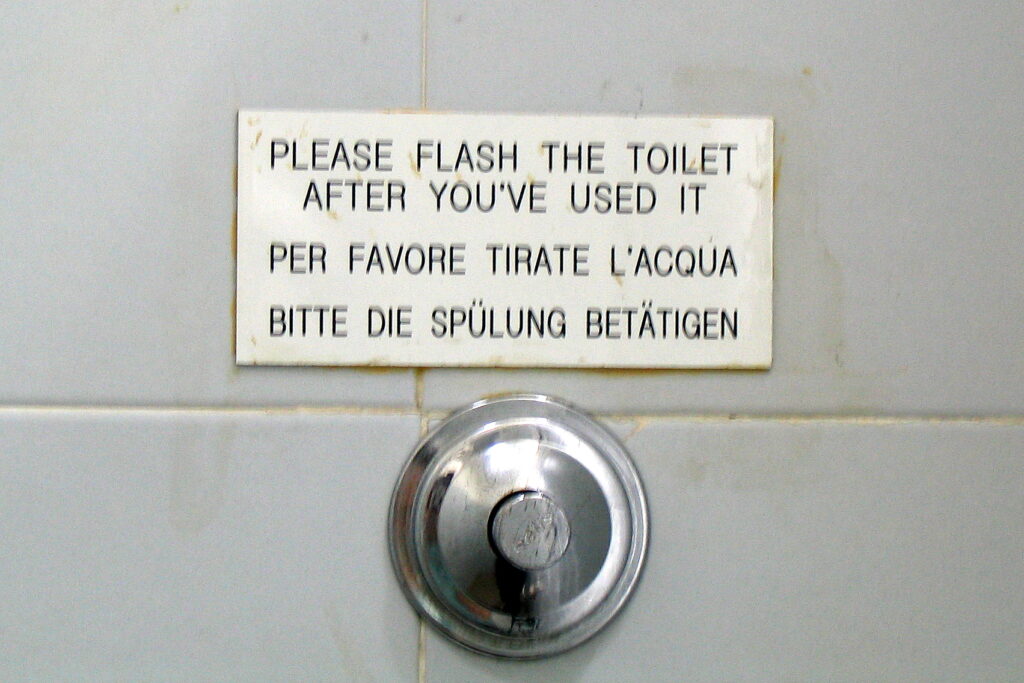 PLEASE FLASH THE TOILET
AFTER YOU'VE USED IT
PER FAVORE TIRATE L'ACQUA
BITTE DIE SPÜLUNG BETÄTIGEN